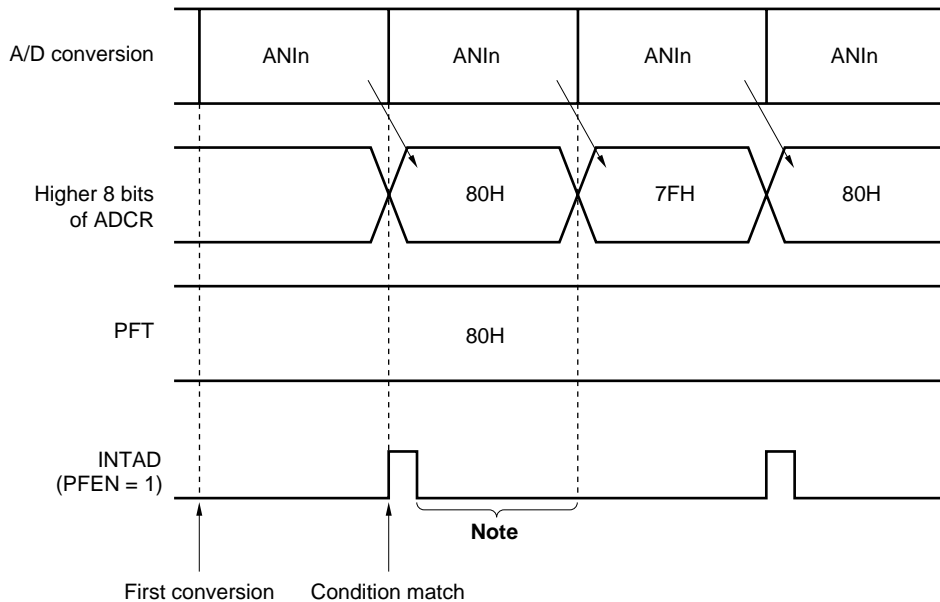 A/D conversion
ANIn
ANIn
ANIn
ANIn
Higher 8 bits
of ADCR
80H
7FH
80H
PFT
80H
INTAD
(PFEN = 1)
Note
First conversion
Condition match